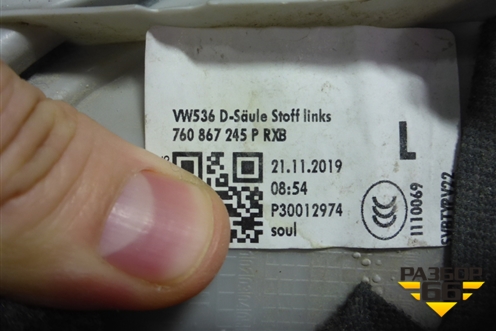 VW536 D-Säule Stoff links
760 867 245 P RXB
L
21.11.2019
08:54
P30012974
soul
1110069
РАЗБОР
66